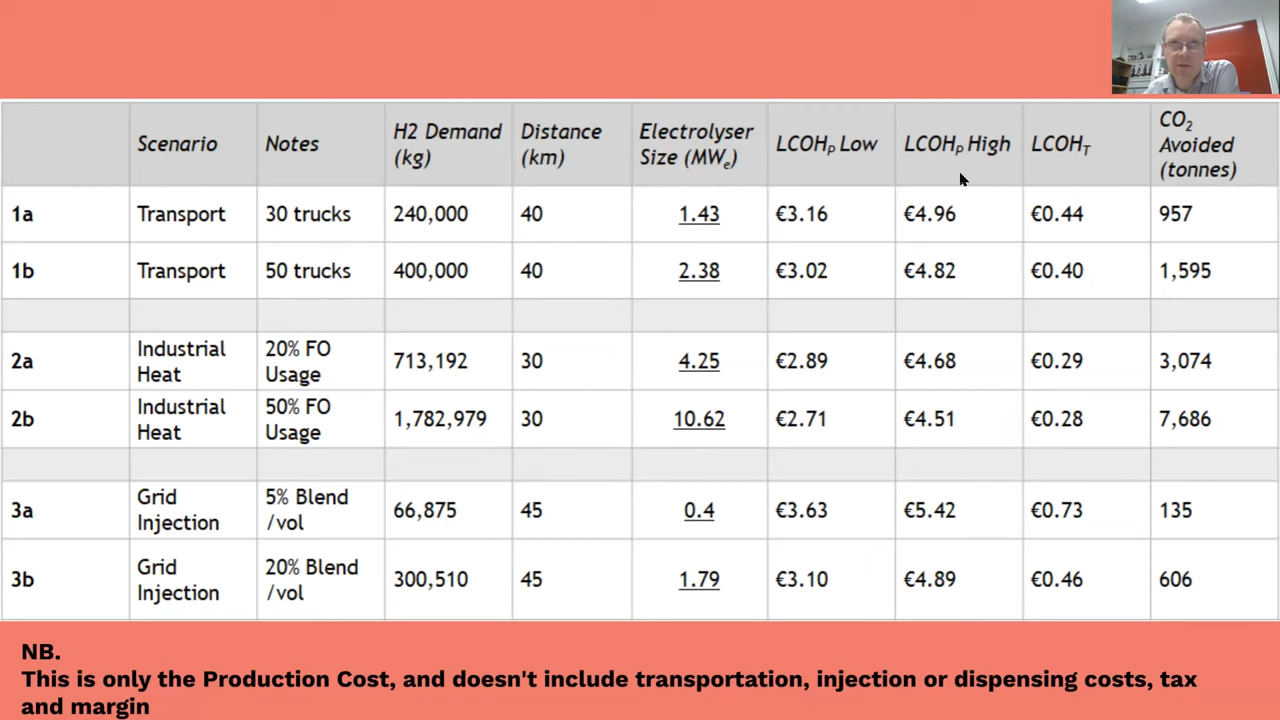 Scenario Notes H2 Demand (kg) Distance (km) Electrolyser Size (MWe) LCOHP Low LCOHP High LCOHT CO2 Avoided (tonnes)
1a Transport 30 trucks 240,000 40 1.43 €3.16 €4.96 €0.44 957
1b Transport 50 trucks 400,000 40 2.38 €3.02 €4.82 €0.40 1,595
2a Industrial Heat 20% FO Usage 713,192 30 4.25 €2.89 €4.68 €0.29 3,074
2b Industrial Heat 50% FO Usage 1,782,979 30 10.62 €2.71 €4.51 €0.28 7,686
3a Grid Injection 5% Blend /vol 66,875 45 0.4 €3.63 €5.42 €0.73 135
3b Grid Injection 20% Blend /vol 300,510 45 1.79 €3.10 €4.89 €0.46 606
NB.
This is only the Production Cost, and doesn't include transportation, injection or dispensing costs, tax
and margin